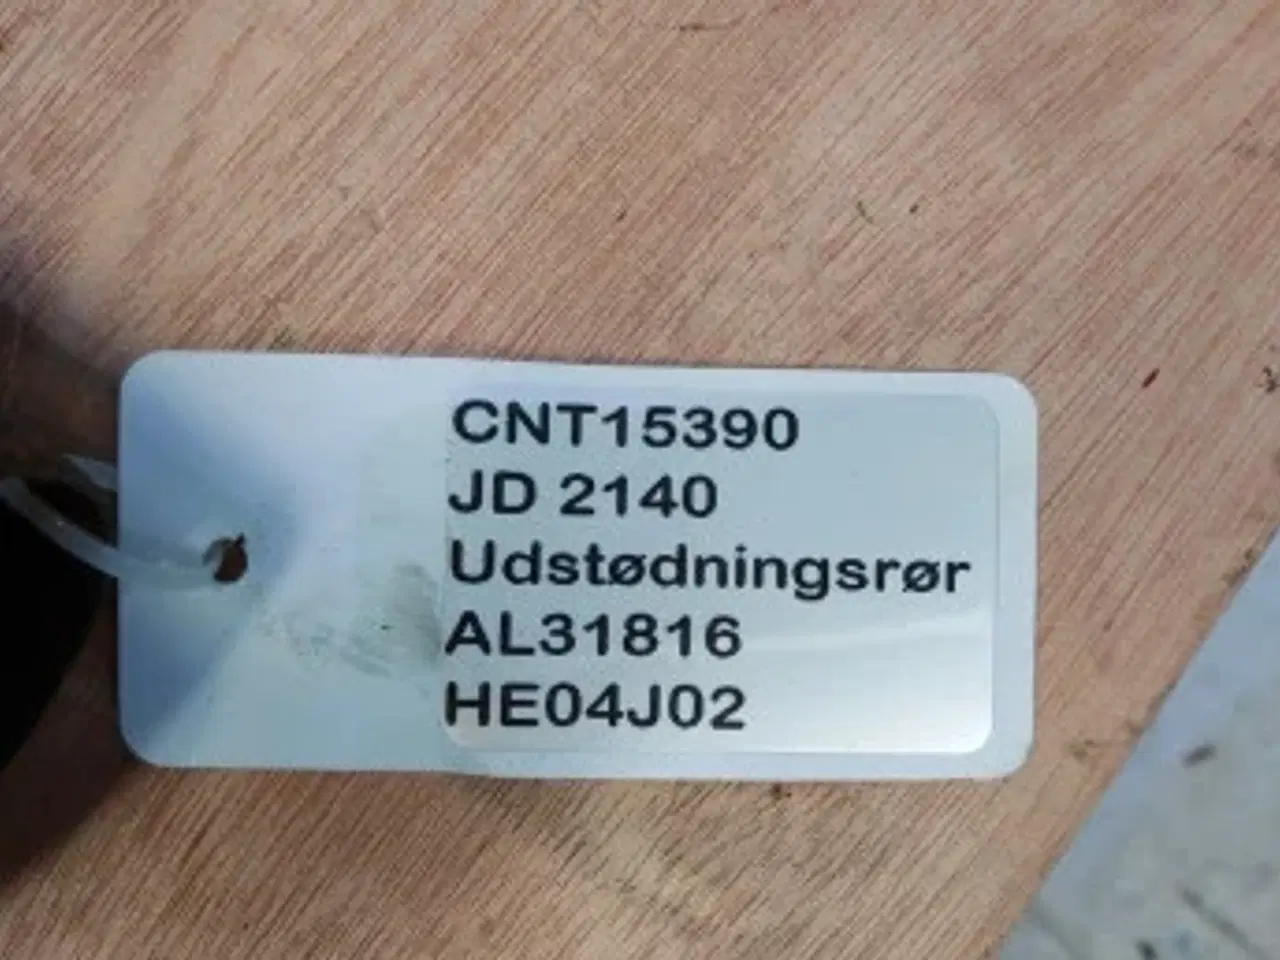 CNT15390
JD 2140
Udstødningsrør
AL31816
HE04J02